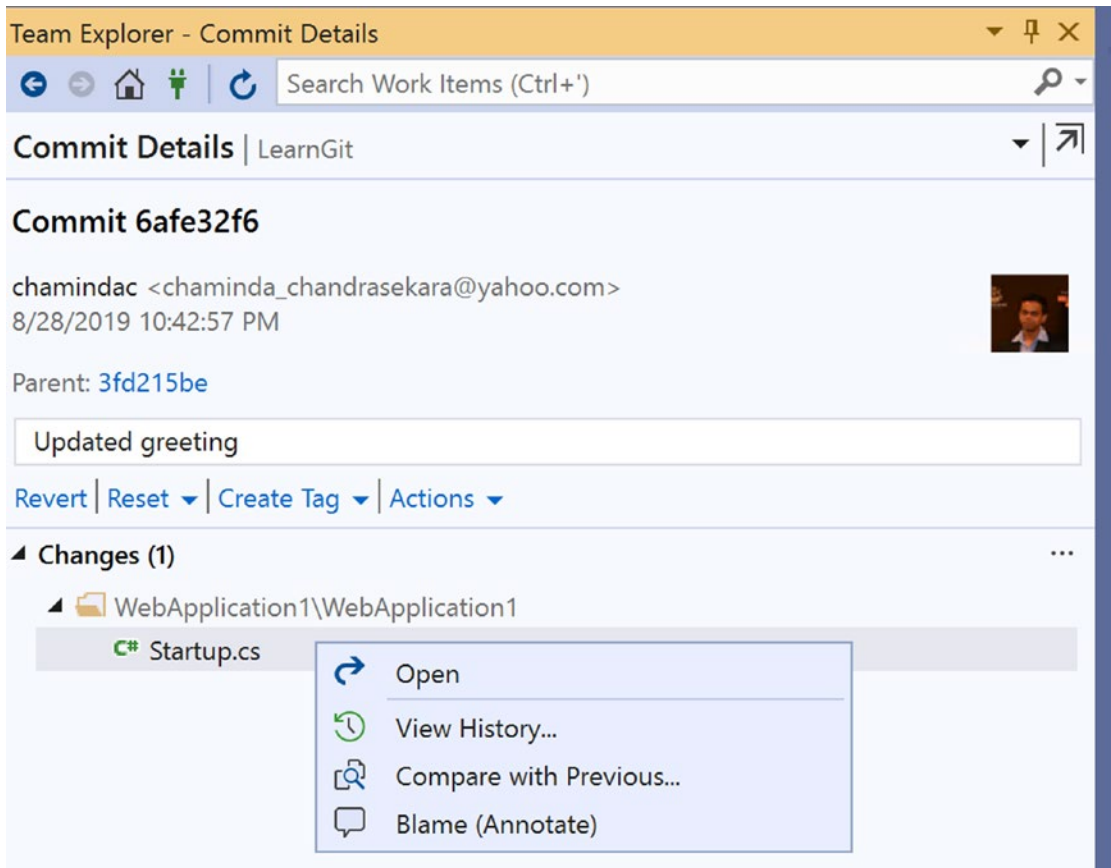 Team Explorer - Commit Details
Search Work Items (Ctrl+')
Commit Details | LearnGit
Commit 6afe32f6
chamindac <chaminda_chandrasekara@yahoo.com>
8/28/2019 10:42:57 PM
Parent: 3fd215be
Updated greeting
Revert | Reset | Create Tag | Actions
Changes (1)
...
WebApplication1\WebApplication1
C# Startup.cs
Open
View History...
Compare with Previous...
Blame (Annotate)